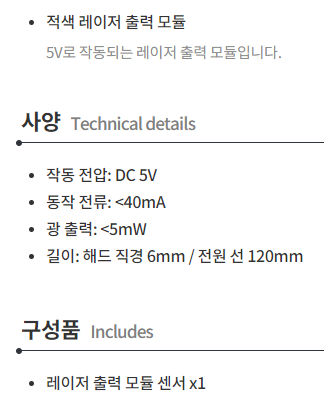 적색 레이저 출력 모듈
5V로 작동되는 레이저 출력 모듈입니다.
사양 Technical details
작동 전압: DC 5V
동작 전류: <40mA
광 출력: <5mW
길이: 해드 직경 6mm / 전원 선 120mm
구성품 Includes
레이저 출력 모듈 센서 x1